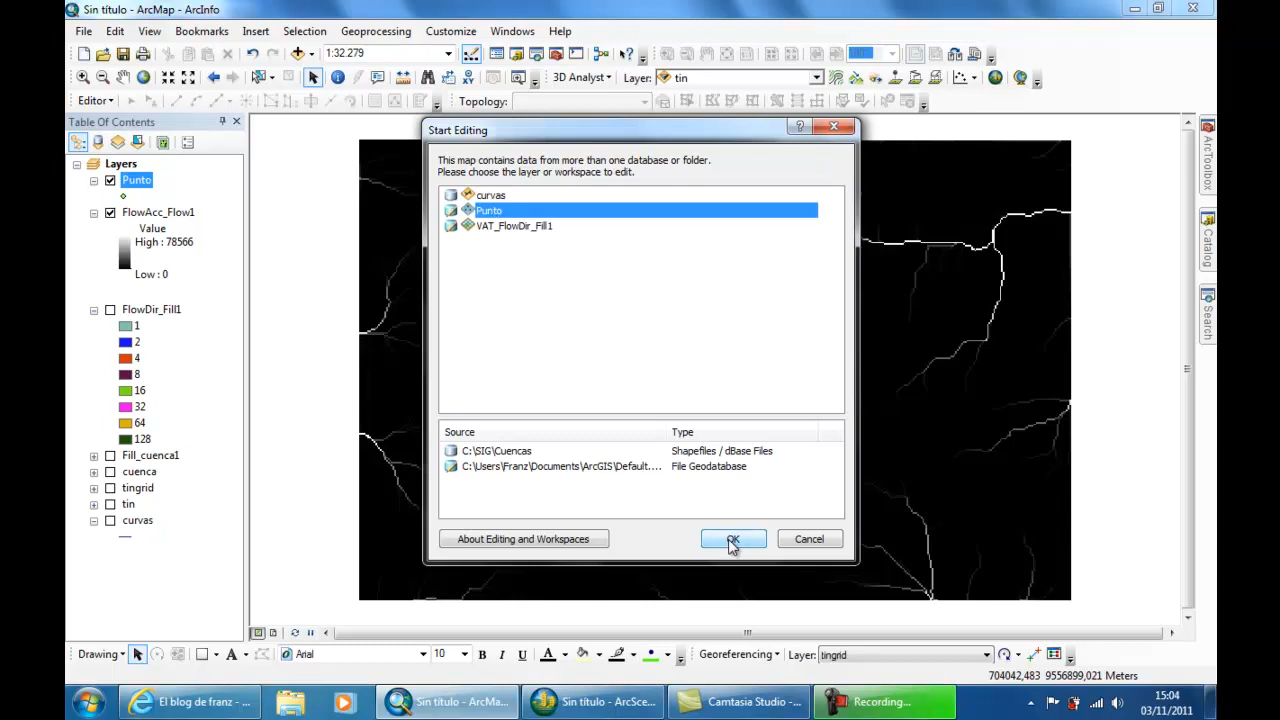 Sin título - ArcMap - ArcInfo
File Edit View Bookmarks Insert Selection Geoprocessing Customize Windows Help
1:32.279
3D Analyst Layer: tin
Editor Topology:
Table Of Contents
Layers
Punto
FlowAcc_Flow1
Value
High : 78566
Low : 0
FlowDir_Fill1
1
2
4
8
16
32
64
128
Fill_cuenca1
cuenca
tingrid
tin
curvas
Start Editing
This map contains data from more than one database or folder.
Please choose the layer or workspace to edit.
curvas
Punto
VAT_FlowDir_Fill1
Source Type
C:\SIG\Cuencas Shapefiles / dBase Files
C:\Users\Franz\Documents\ArcGIS\Default.... File Geodatabase
About Editing and Workspaces OK Cancel
ArcToolbox
Catalog
Search
Drawing Arial 10 B I U A Georeferencing Layer: tingrid
704042,483 9556899,021 Meters
El blog de franz - ... Sin título - ArcMa... Sin título - ArcSce... Camtasia Studio - ... Recording...
15:04
03/11/2011